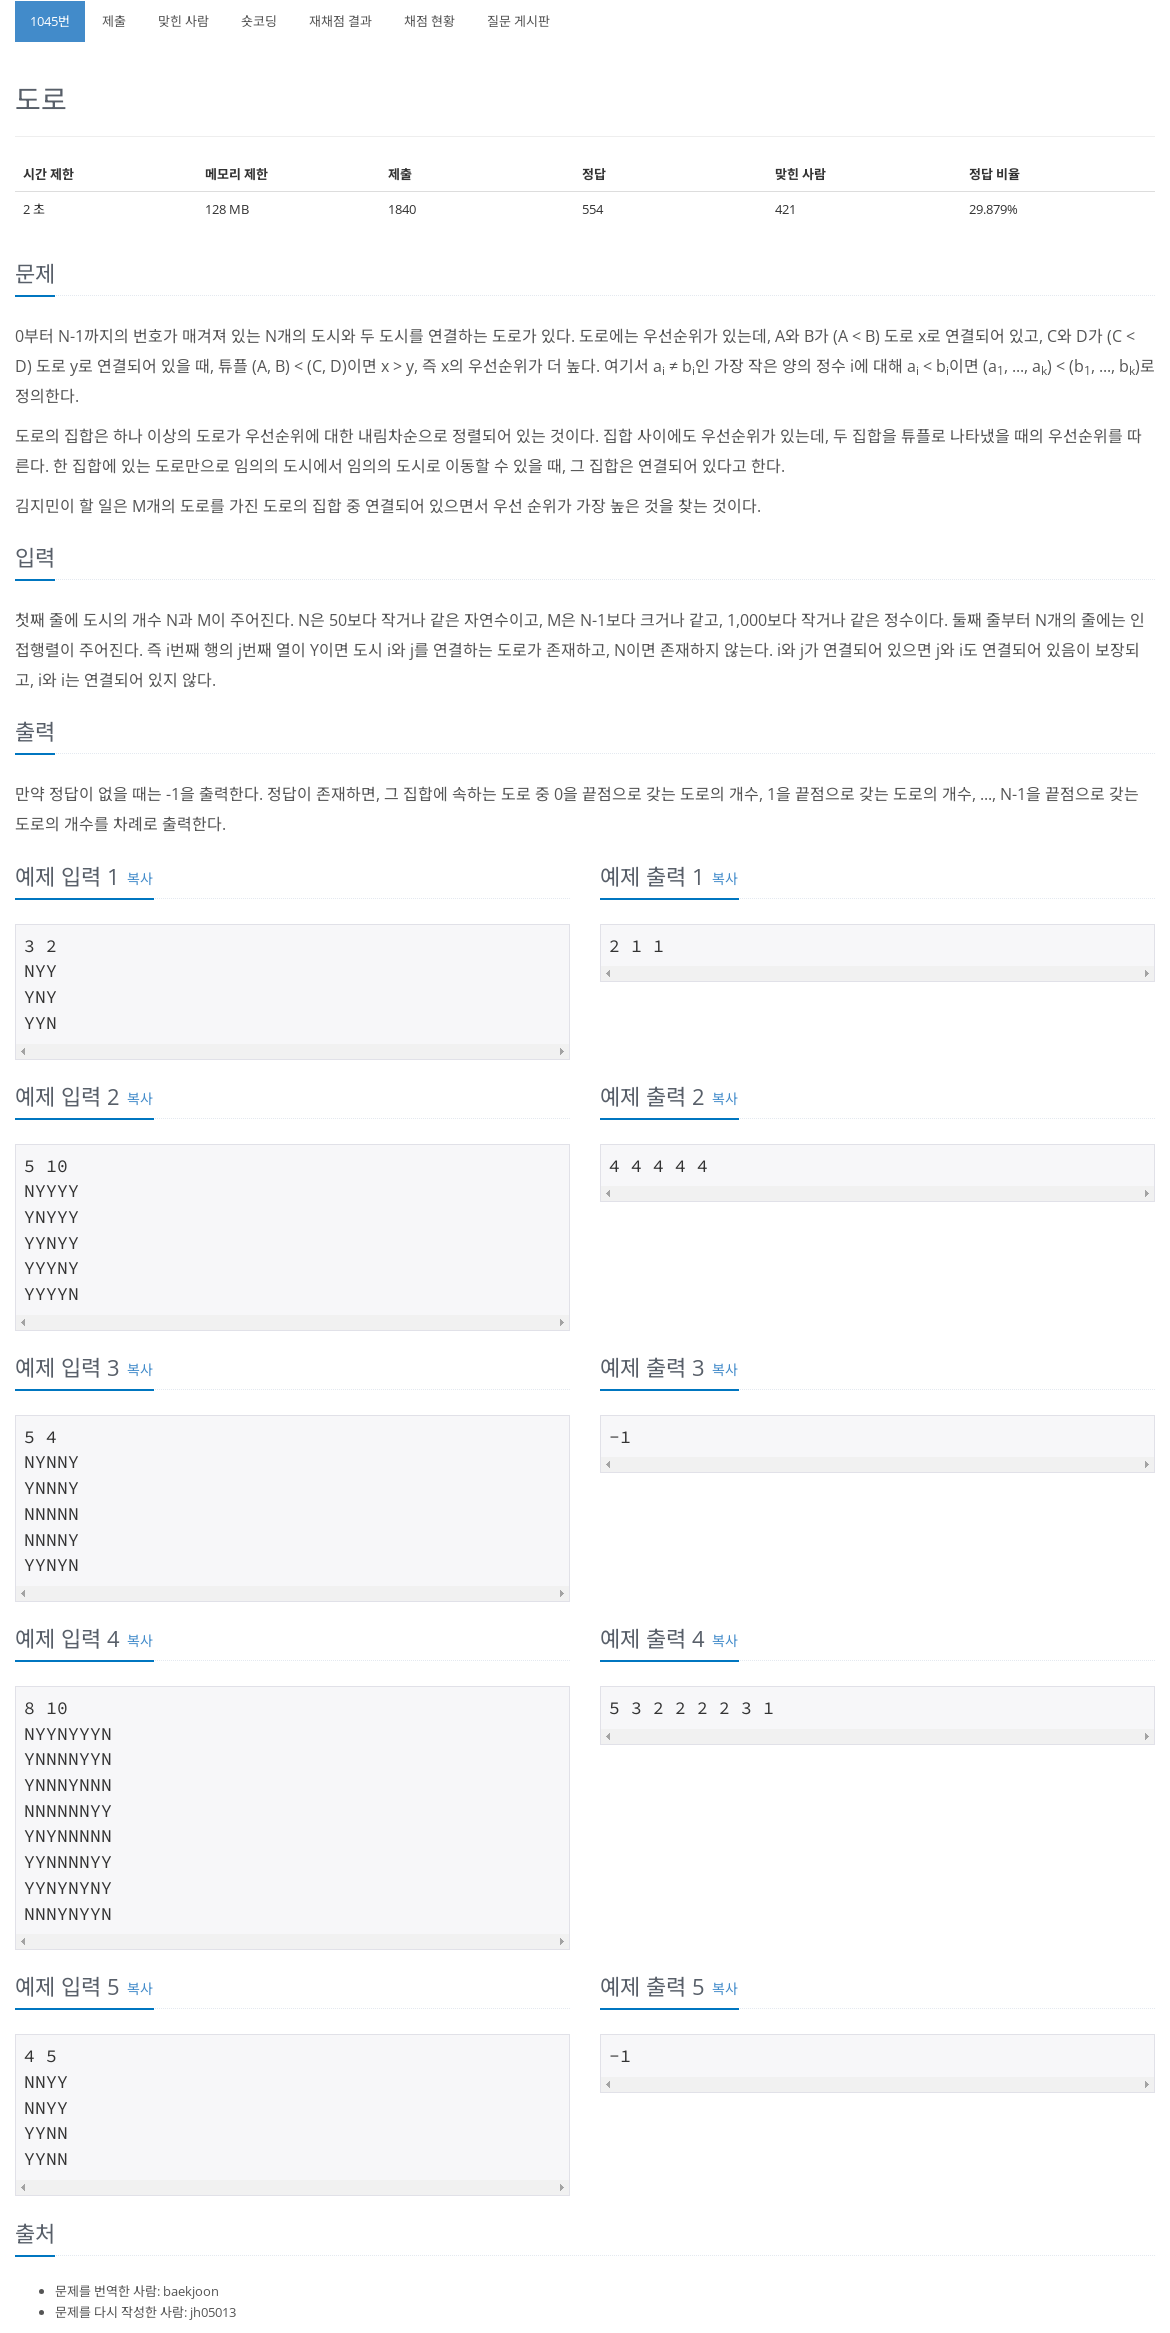 1045번 제출 맞힌 사람 숏코딩 재채점 결과 채점 현황 질문 게시판
도로
시간 제한 메모리 제한 제출 정답 맞힌 사람 정답 비율
2 초 128 MB 1840 554 421 29.879%
문제
0부터 N-1까지의 번호가 매겨져 있는 N개의 도시와 두 도시를 연결하는 도로가 있다. 도로에는 우선순위가 있는데, A와 B가 (A < B) 도로 x로 연결되어 있고, C와 D가 (C <
D) 도로 y로 연결되어 있을 때, 튜플 (A, B) < (C, D)이면 x > y, 즉 x의 우선순위가 더 높다. 여기서 aᵢ ≠ bᵢ인 가장 작은 양의 정수 i에 대해 aᵢ < bᵢ이면 (a₁, ..., aₖ) < (b₁, ..., bₖ)로
정의한다.
도로의 집합은 하나 이상의 도로가 우선순위에 대한 내림차순으로 정렬되어 있는 것이다. 집합 사이에도 우선순위가 있는데, 두 집합을 튜플로 나타냈을 때의 우선순위를 따
른다. 한 집합에 있는 도로만으로 임의의 도시에서 임의의 도시로 이동할 수 있을 때, 그 집합은 연결되어 있다고 한다.
김지민이 할 일은 M개의 도로를 가진 도로의 집합 중 연결되어 있으면서 우선 순위가 가장 높은 것을 찾는 것이다.
입력
첫째 줄에 도시의 개수 N과 M이 주어진다. N은 50보다 작거나 같은 자연수이고, M은 N-1보다 크거나 같고, 1,000보다 작거나 같은 정수이다. 둘째 줄부터 N개의 줄에는 인
접행렬이 주어진다. 즉 i번째 행의 j번째 열이 Y이면 도시 i와 j를 연결하는 도로가 존재하고, N이면 존재하지 않는다. i와 j가 연결되어 있으면 j와 i도 연결되어 있음이 보장되
고, i와 i는 연결되어 있지 않다.
출력
만약 정답이 없을 때는 -1을 출력한다. 정답이 존재하면, 그 집합에 속하는 도로 중 0을 끝점으로 갖는 도로의 개수, 1을 끝점으로 갖는 도로의 개수, ..., N-1을 끝점으로 갖는
도로의 개수를 차례로 출력한다.
예제 입력 1 복사
3 2
NYY
YNY
YYN
예제 출력 1 복사
2 1 1
예제 입력 2 복사
5 10
NYYYY
YNYYY
YYNYY
YYYNY
YYYYN
예제 출력 2 복사
4 4 4 4 4
예제 입력 3 복사
5 4
NYNNY
YNNNY
NNNNN
NNNNY
YYNYN
예제 출력 3 복사
-1
예제 입력 4 복사
8 10
NYYNYYYN
YNNNNYYN
YNNNYNNN
NNNNNNYY
YNYNNNNN
YYNNNNYY
YYNYNYNY
NNNYNYYN
예제 출력 4 복사
5 3 2 2 2 2 3 1
예제 입력 5 복사
4 5
NNYY
NNYY
YYNN
YYNN
예제 출력 5 복사
-1
출처
문제를 번역한 사람: baekjoon
문제를 다시 작성한 사람: jh05013